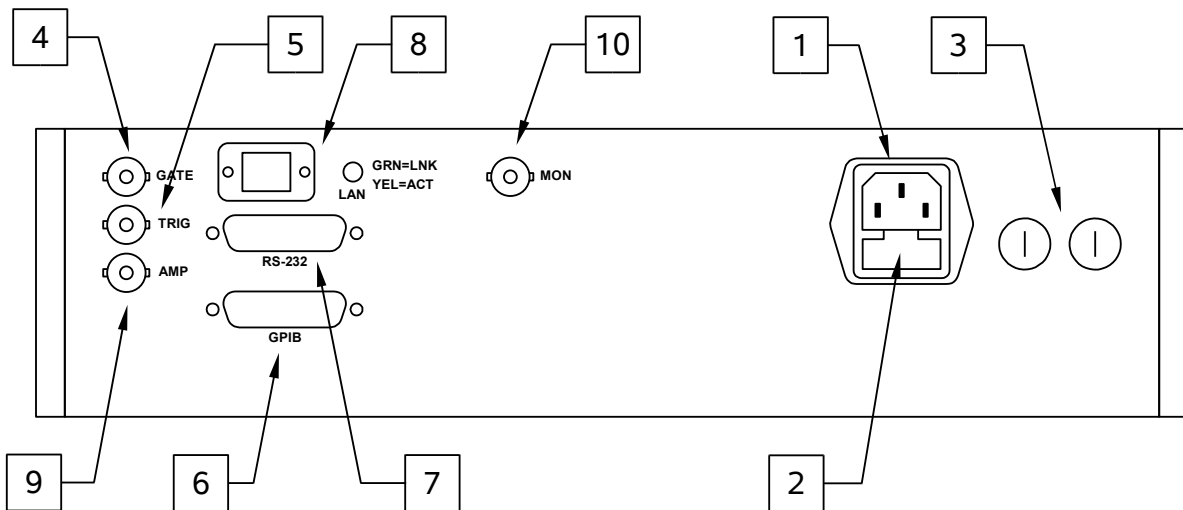 4
5
8
10
1
3
GATE
GRN=LNK
YEL=ACT
LAN
MON
TRIG
RS-232
AMP
GPIB
9
6
7
2